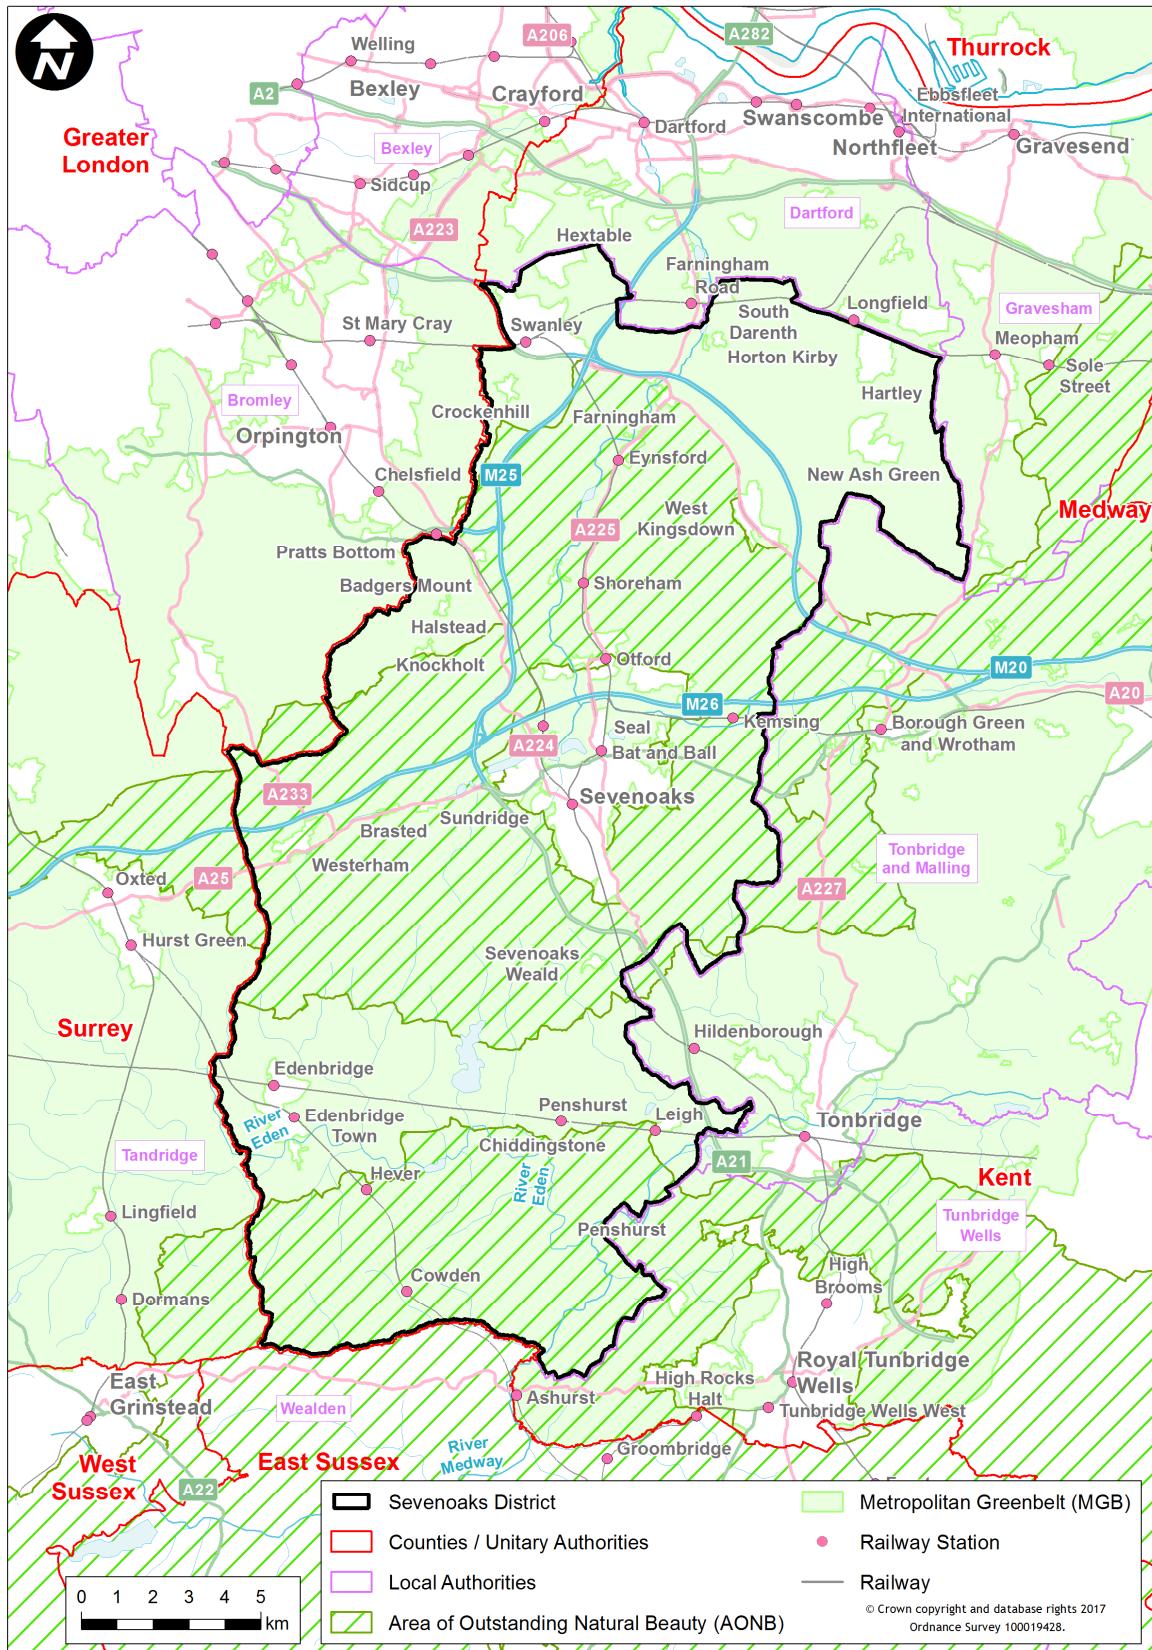 N
A206
A282
Thurrock
Welling
Bexley
A2
Crayford
Ebbsfleet
International
Swanscombe
Dartford
Northfleet
Gravesend
Greater
London
Bexley
Sidcup
A223
Dartford
Hextable
Farningham
Road
South
Darenth
Longfield
Gravesham
Meopham
Sole
Street
St Mary Cray
Swanley
Horton Kirby
Hartley
Bromley
Crockenhill
Farningham
Orpington
Chelsfield
M25
Eynsford
New Ash Green
West
Kingsdown
Medway
A225
Pratts Bottom
Badgers Mount
Shoreham
Halstead
Knockholt
Otford
M20
A20
M26
Kemsing
Borough Green
and Wrotham
Seal
A224
Bat and Ball
A233
Sevenoaks
Sundridge
Brasted
Westerham
Tonbridge
and Malling
Oxted
A25
A227
Hurst Green
Sevenoaks
Weald
Surrey
Hildenborough
Edenbridge
River
Eden
Edenbridge
Town
Penshurst
Leigh
Chiddingstone
Tonbridge
Tandridge
A21
Hever
River
Eden
Kent
Lingfield
Penshurst
Tunbridge
Wells
High
Brooms
Cowden
Dormans
Royal Tunbridge
Wells
East
Grinstead
High Rocks
Halt
Ashurst
Wealden
Tunbridge Wells West
River
Medway
Groombridge
West
Sussex
East Sussex
A22
Sevenoaks District
Counties / Unitary Authorities
Local Authorities
Area of Outstanding Natural Beauty (AONB)
Metropolitan Greenbelt (MGB)
Railway Station
Railway
© Crown copyright and database rights 2017
Ordnance Survey 100019428.
0 1 2 3 4 5
km